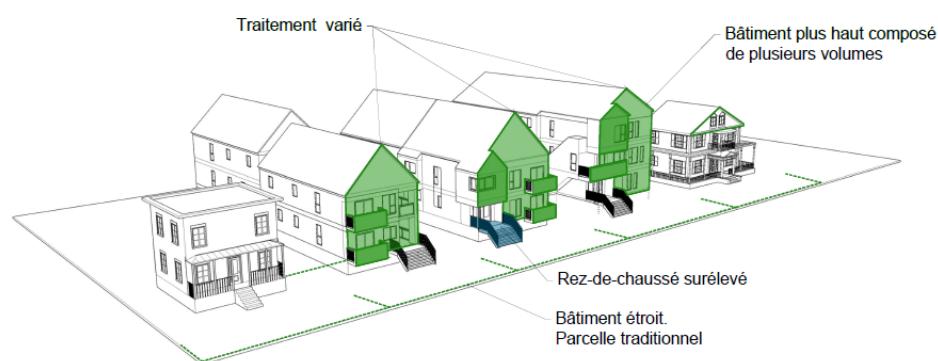 Traitement varié
Bâtiment plus haut composé
de plusieurs volumes
Rez-de-chaussé surélevé
Bâtiment étroit.
Parcelle traditionnel